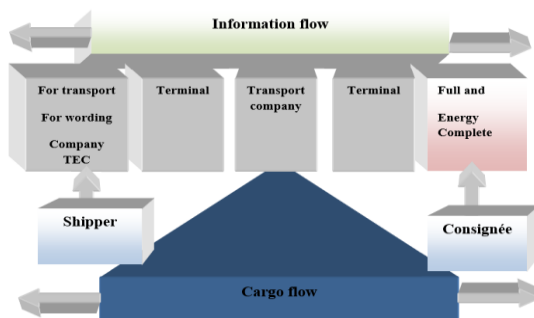 Information flow
For transport
For wording
Company
TEC
Terminal
Transport
company
Terminal
Full and
Energy
Complete
Shipper
Consignée
Cargo flow